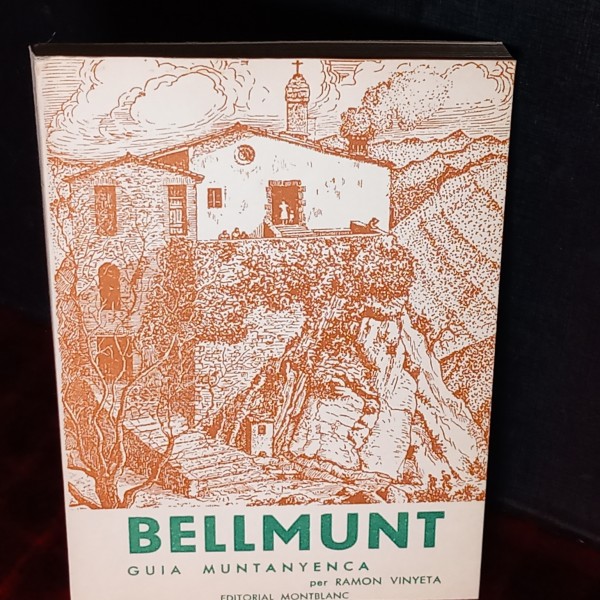 BELLMUNT
GUIA MUNTANYENCA
per RAMON VINYETA
EDITORIAL MONTBLANC